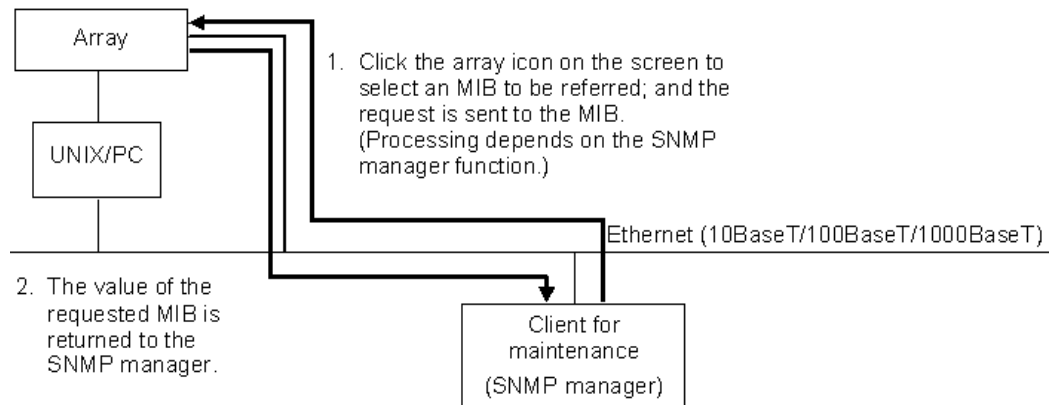 Array
1. Click the array icon on the screen to
select an MIB to be referred; and the
request is sent to the MIB.
(Processing depends on the SNMP
manager function.)
UNIX/PC
Ethernet (10BaseT/100BaseT/1000BaseT)
2. The value of the
requested MIB is
returned to the
SNMP manager.
Client for
maintenance
(SNMP manager)